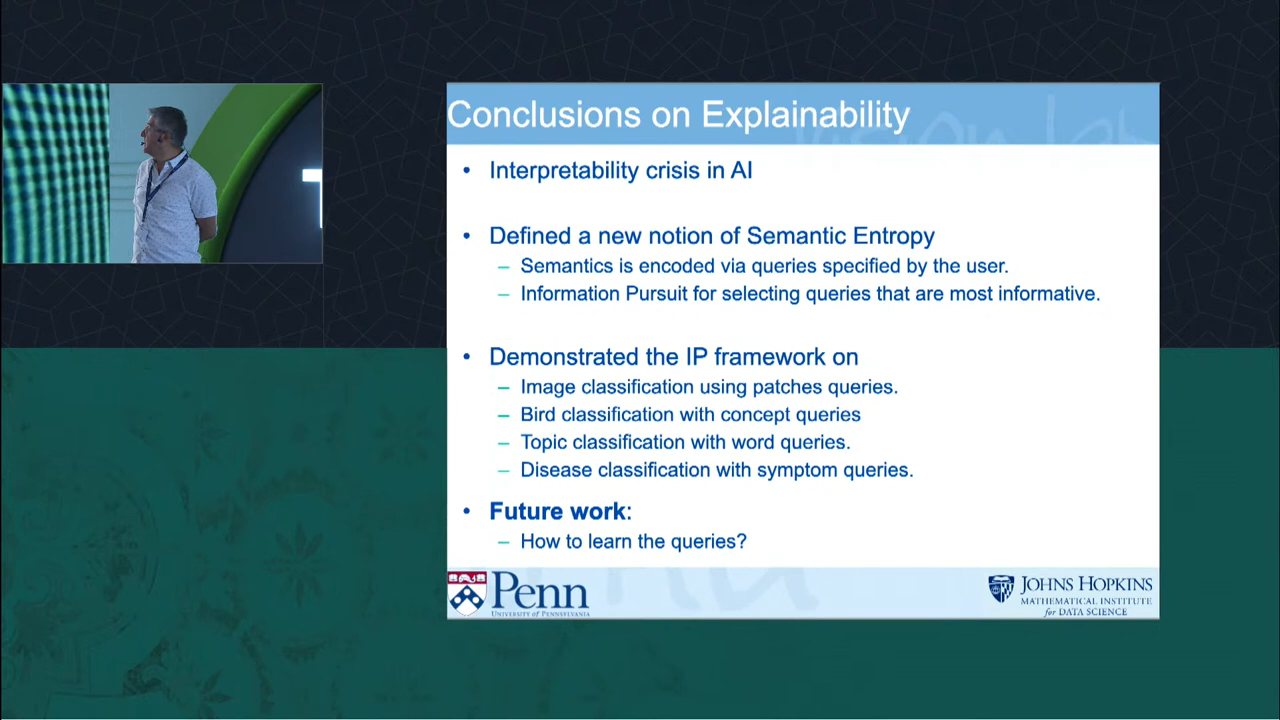 Conclusions on Explainability
• Interpretability crisis in AI
• Defined a new notion of Semantic Entropy
– Semantics is encoded via queries specified by the user.
– Information Pursuit for selecting queries that are most informative.
• Demonstrated the IP framework on
– Image classification using patches queries.
– Bird classification with concept queries
– Topic classification with word queries.
– Disease classification with symptom queries.
• Future work:
– How to learn the queries?
Penn
UNIVERSITY OF PENNSYLVANIA
JOHNS HOPKINS
MATHEMATICAL INSTITUTE
for DATA SCIENCE